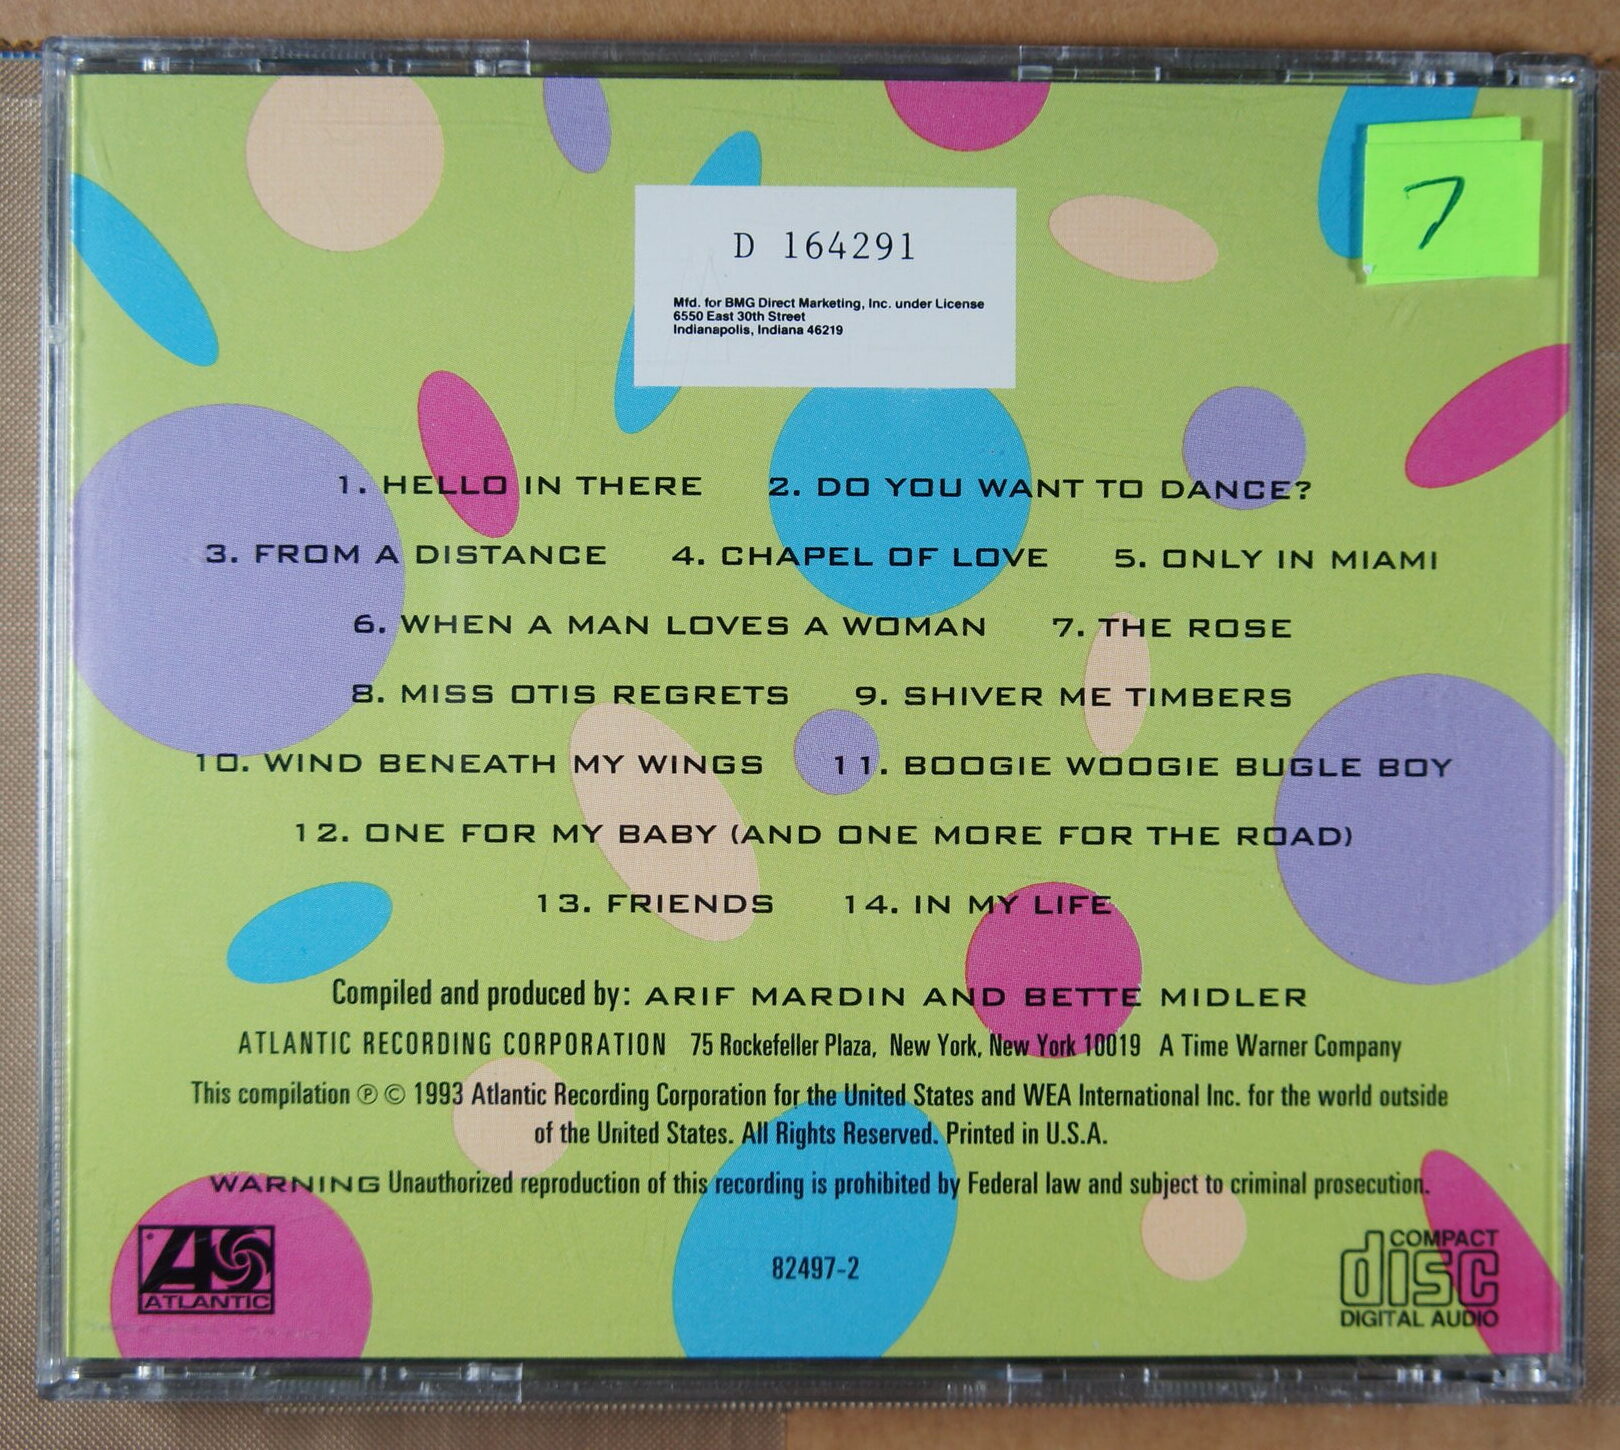 7
D 164291
Mfd. for BMG Direct Marketing, Inc. under License
6550 East 30th Street
Indianapolis, Indiana 46219
1. HELLO IN THERE 2. DO YOU WANT TO DANCE?
3. FROM A DISTANCE 4. CHAPEL OF LOVE 5. ONLY IN MIAMI
6. WHEN A MAN LOVES A WOMAN 7. THE ROSE
8. MISS OTIS REGRETS 9. SHIVER ME TIMBERS
10. WIND BENEATH MY WINGS 11. BOOGIE WOOGIE BUGLE BOY
12. ONE FOR MY BABY (AND ONE MORE FOR THE ROAD)
13. FRIENDS 14. IN MY LIFE
Compiled and produced by: ARIF MARDIN AND BETTE MIDLER
ATLANTIC RECORDING CORPORATION 75 Rockefeller Plaza, New York, New York 10019 A Time Warner Company
This compilation ℗ © 1993 Atlantic Recording Corporation for the United States and WEA International Inc. for the world outside
of the United States. All Rights Reserved. Printed in U.S.A.
WARNING Unauthorized reproduction of this recording is prohibited by Federal law and subject to criminal prosecution.
ATLANTIC
82497-2
COMPACT
disc
DIGITAL AUDIO